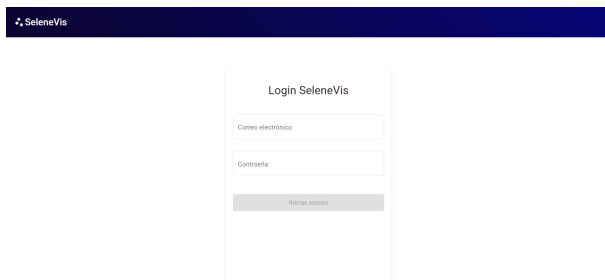 SeleneVis
Login SeleneVis
Correo electrónico
Contrseña
Iniciar sesión